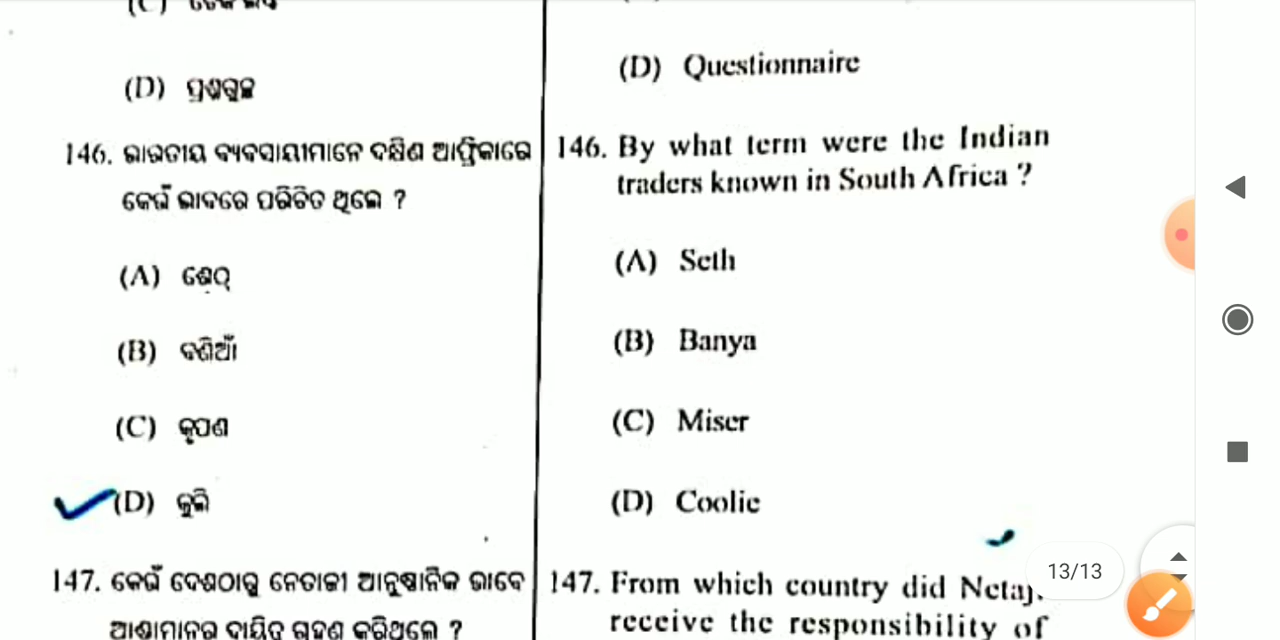 (D) ପ୍ରଶ୍ନଗୁଚ୍ଛ
146. ଭାରତୀୟ ବ୍ୟବସାୟୀମାନେ ଦକ୍ଷିଣ ଆଫ୍ରିକାରେ
କେଉଁ ଭାବରେ ପରିଚିତ ଥିଲେ ?
(A) ଶେଠ୍
(B) ବଣିଆଁ
(C) କୃପଣ
(D) କୁଲି
147. କେଉଁ ଦେଶଠାରୁ ନେତାଜୀ ଆନୁଷ୍ଠାନିକ ଭାବେ
ଆଣ୍ଡାମାନର ଦାୟିତ୍ୱ ଗ୍ରହଣ କରିଥିଲେ ?
(D) Questionnaire
146. By what term were the Indian
traders known in South Africa ?
(A) Seth
(B) Banya
(C) Miser
(D) Coolie
147. From which country did Netaji
receive the responsibility of
13/13